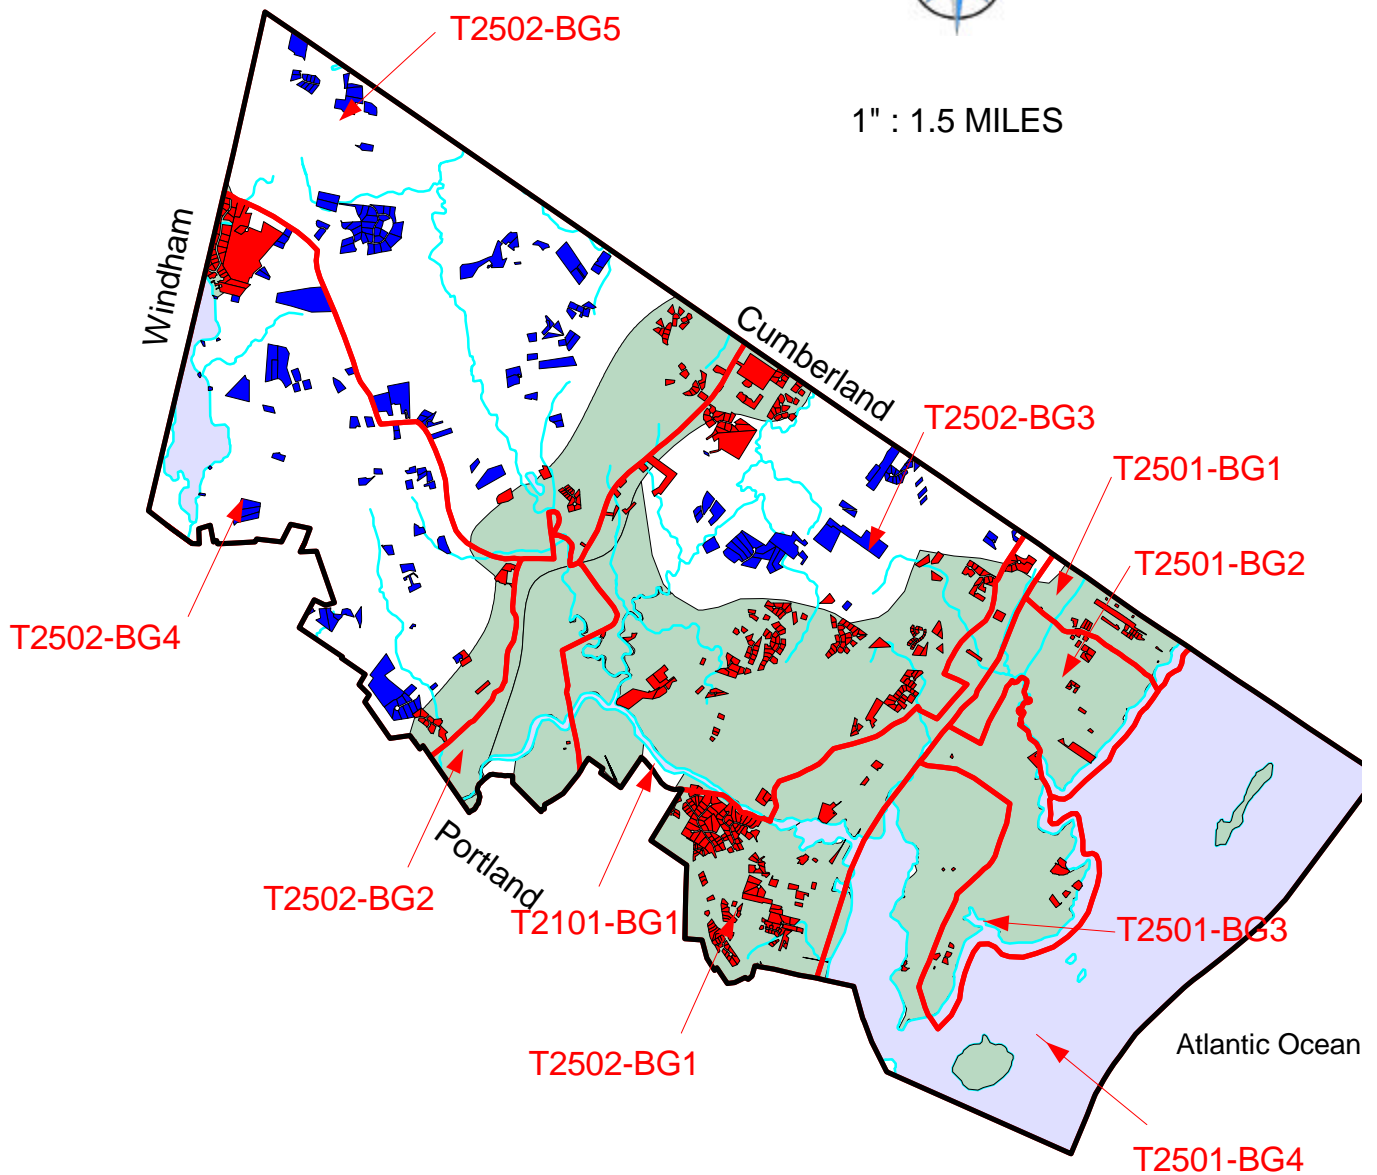 T2502-BG5
1" : 1.5 MILES
Windham
Cumberland
T2502-BG3
T2501-BG1
T2501-BG2
T2502-BG4
Portland
T2502-BG2
T2101-BG1
T2501-BG3
Atlantic Ocean
T2502-BG1
T2501-BG4